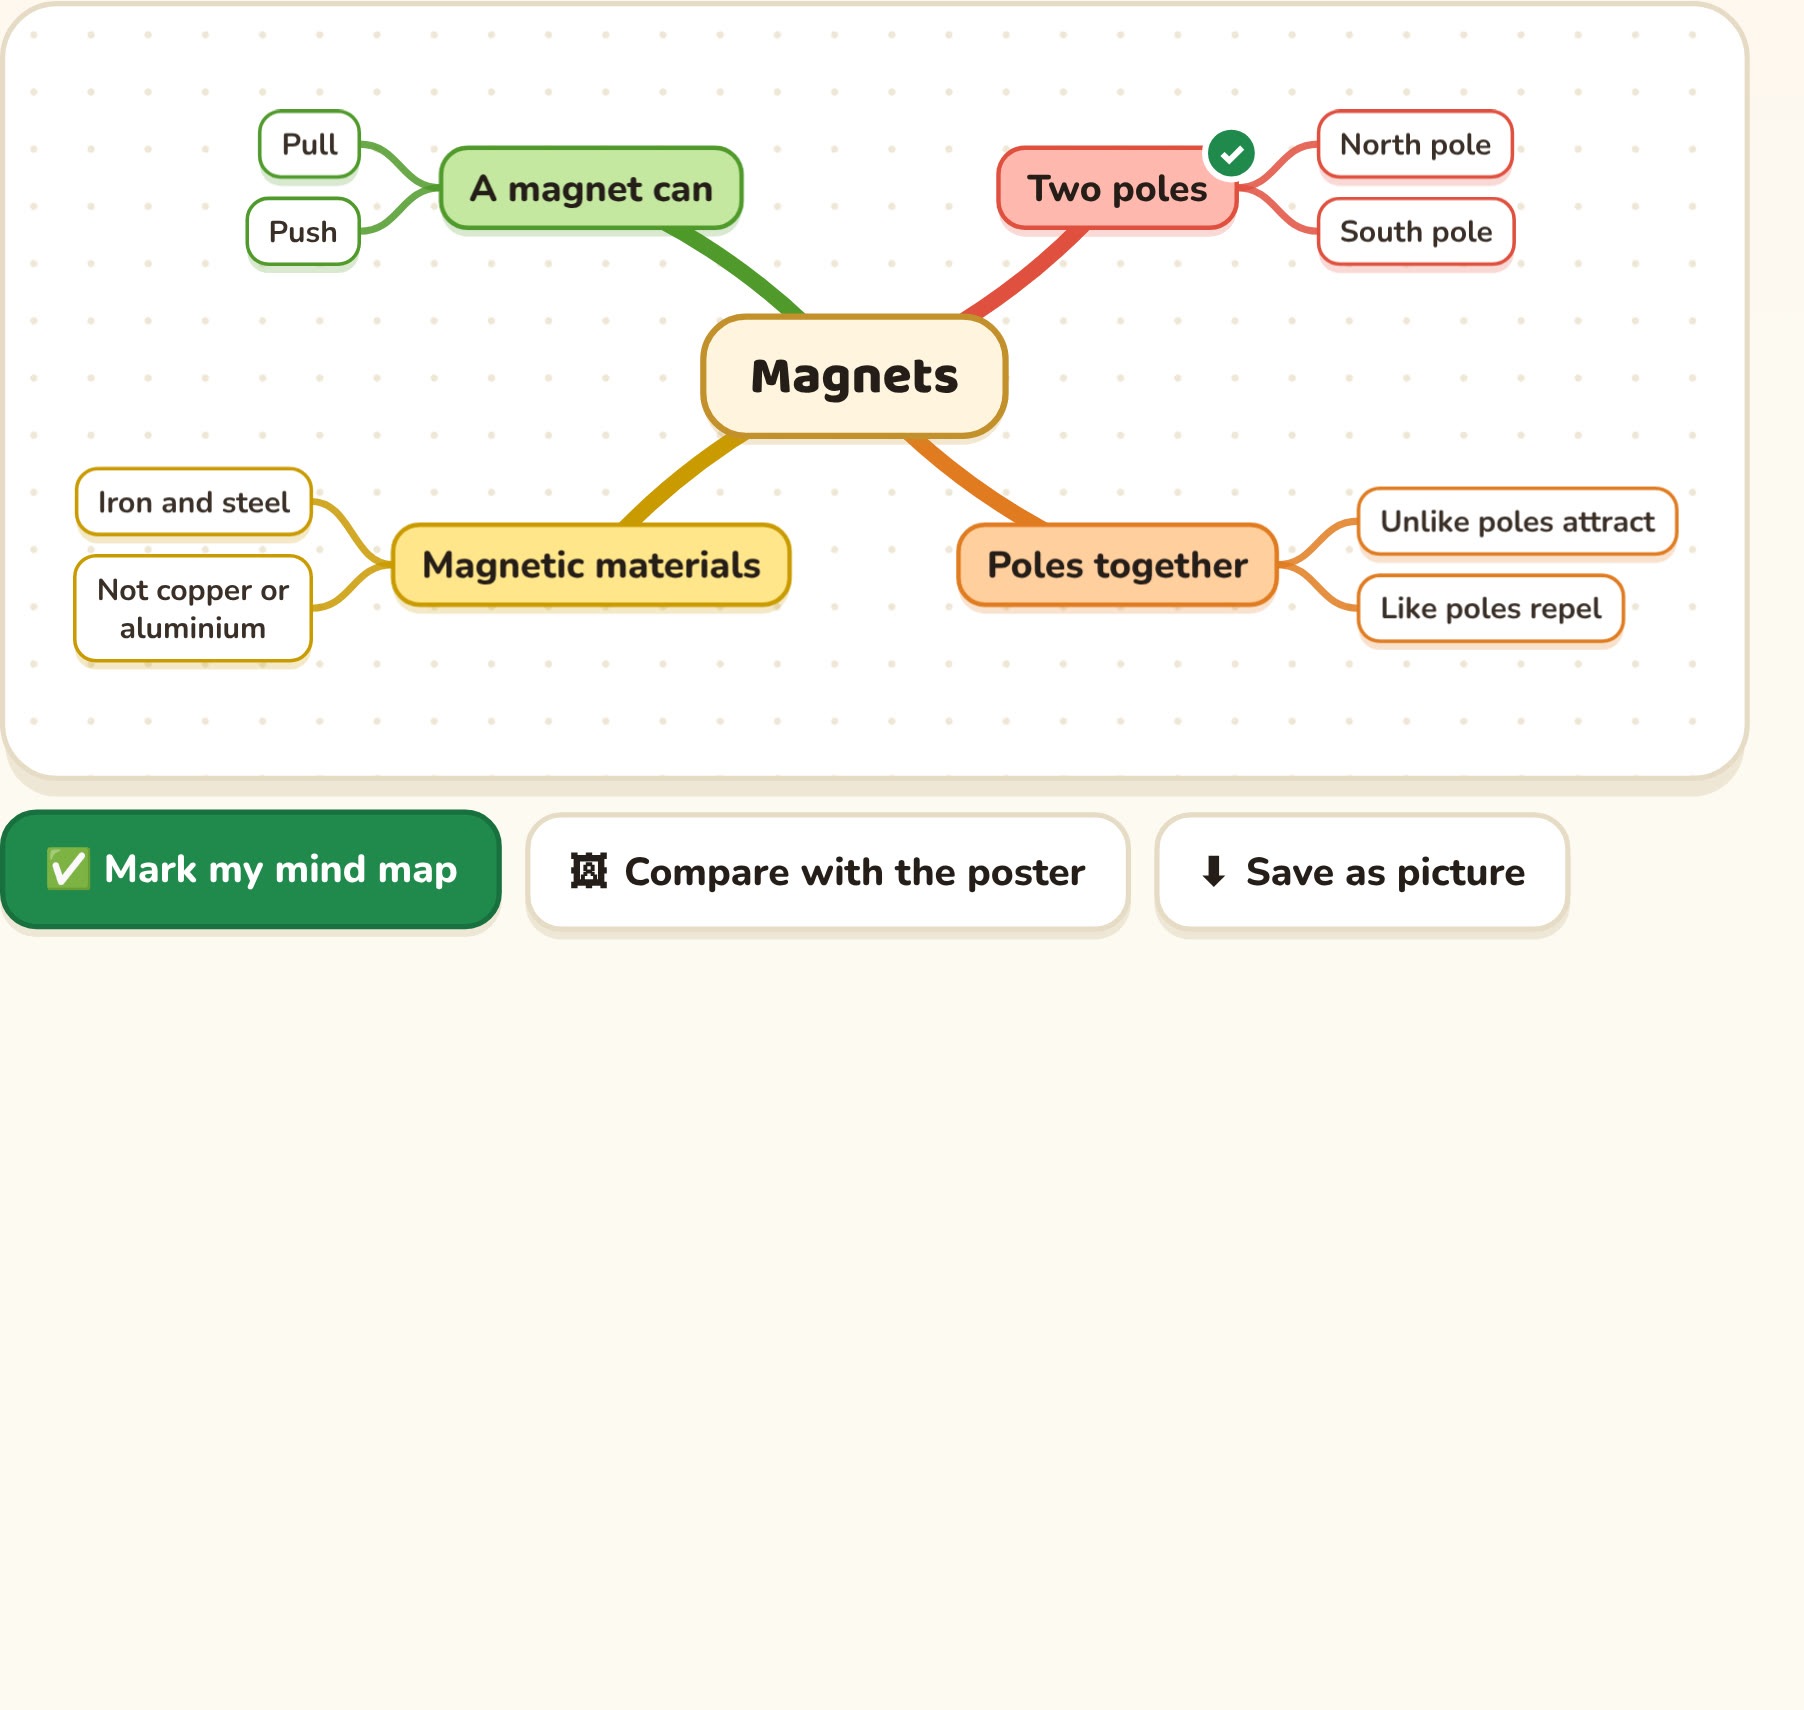 Pull
Push
A magnet can
Two poles
North pole
South pole
Magnets
Iron and steel
Not copper or
aluminium
Magnetic materials
Poles together
Unlike poles attract
Like poles repel
✅ Mark my mind map
🖼 Compare with the poster
⬇ Save as picture